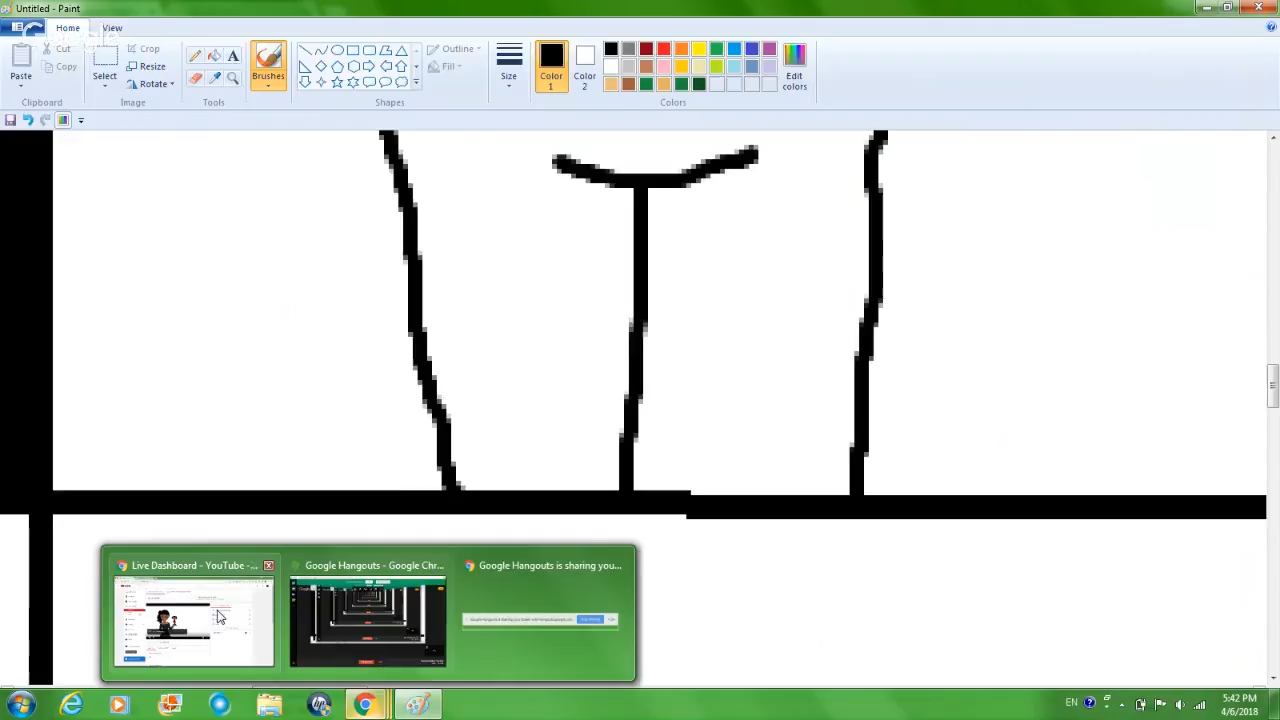 Untitled - Paint
Home
View
Paste
Cut
Copy
Clipboard
Select
Crop
Resize
Rotate
Image
Tools
Brushes
Shapes
Outline
Fill
Size
Color 1
Color 2
Colors
Edit colors
Live Dashboard - YouTube -...
Google Hangouts - Google Chr...
Google Hangouts is sharing you...
EN
5:42 PM
4/6/2018